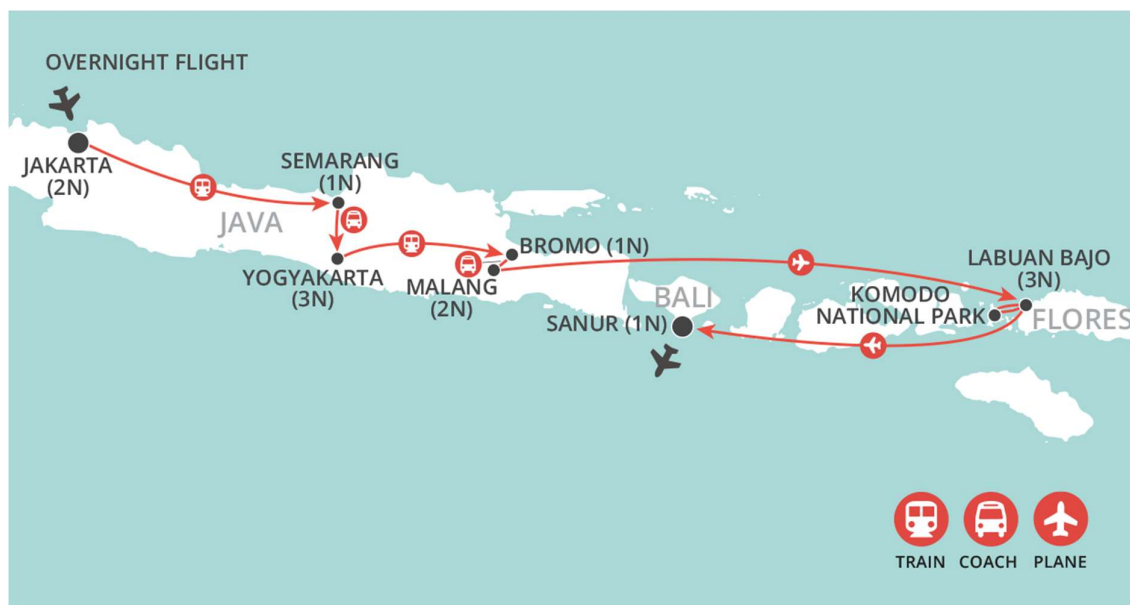 OVERNIGHT FLIGHT
JAKARTA
(2N)
SEMARANG
(1N)
JAVA
YOGYAKARTA
(3N)
BROMO (1N)
MALANG
(2N)
BALI
SANUR (1N)
LABUAN BAJO
(3N)
KOMODO
NATIONAL PARK
FLORES
TRAIN
COACH
PLANE